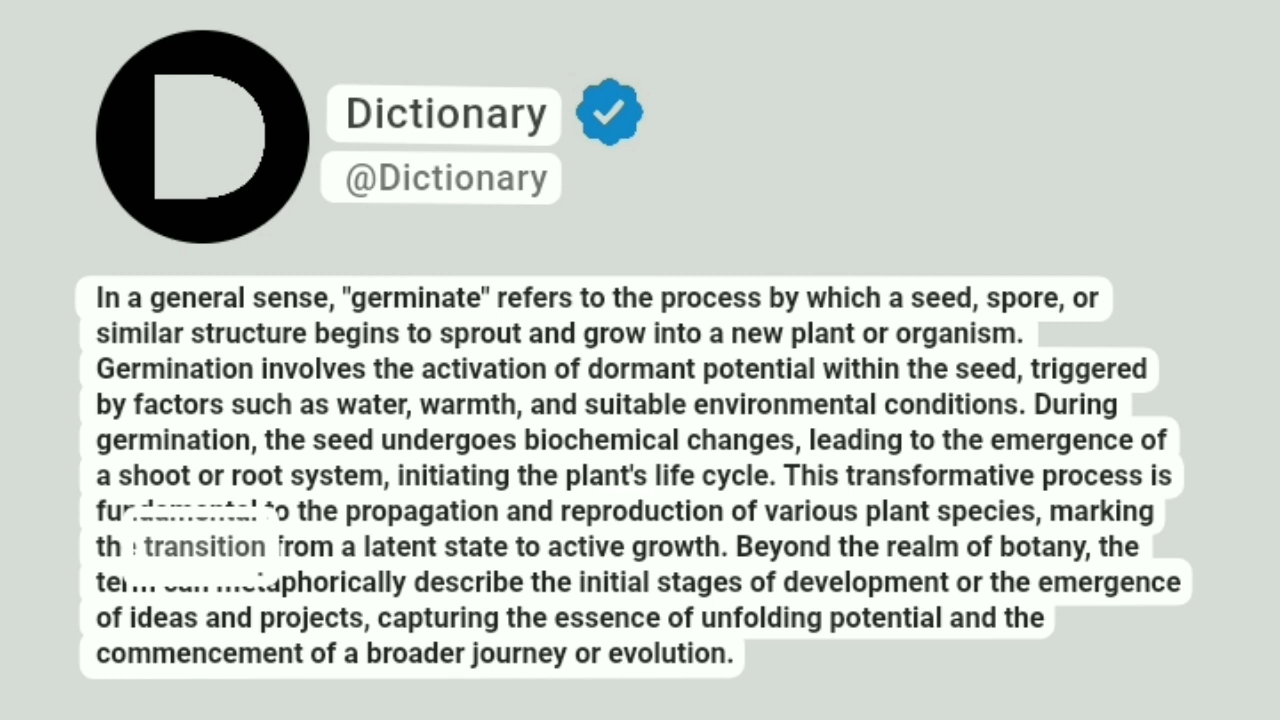 D
Dictionary
@Dictionary
In a general sense, "germinate" refers to the process by which a seed, spore, or
similar structure begins to sprout and grow into a new plant or organism.
Germination involves the activation of dormant potential within the seed, triggered
by factors such as water, warmth, and suitable environmental conditions. During
germination, the seed undergoes biochemical changes, leading to the emergence of
a shoot or root system, initiating the plant's life cycle. This transformative process is
fundamental to the propagation and reproduction of various plant species, marking
the transition from a latent state to active growth. Beyond the realm of botany, the
term can metaphorically describe the initial stages of development or the emergence
of ideas and projects, capturing the essence of unfolding potential and the
commencement of a broader journey or evolution.